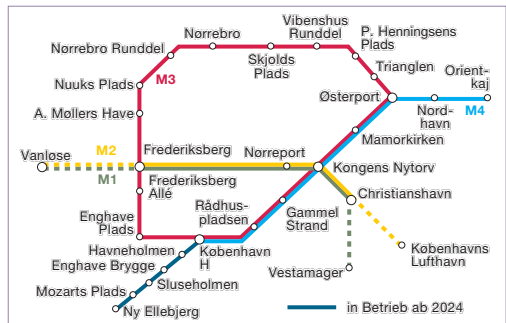 Vibenshus
Runddel
Nørrebro
P. Henningsens
Plads
Nørrebro Runddel
Skjolds
Plads
Trianglen
M3
Nuuks Plads
Orient-
kaj
Østerport
Nord-
havn
M4
A. Møllers Have
Mamorkirken
M2
Frederiksberg
Nørreport
Vanløse
Kongens Nytorv
M1
Frederiksberg
Allé
Christianshavn
Rådhus-
pladsen
Enghave
Plads
Gammel
Strand
Havneholmen
København
H
Københavns
Lufthavn
Enghave Brygge
Vestamager
Sluseholmen
Mozarts Plads
Ny Ellebjerg
in Betrieb ab 2024